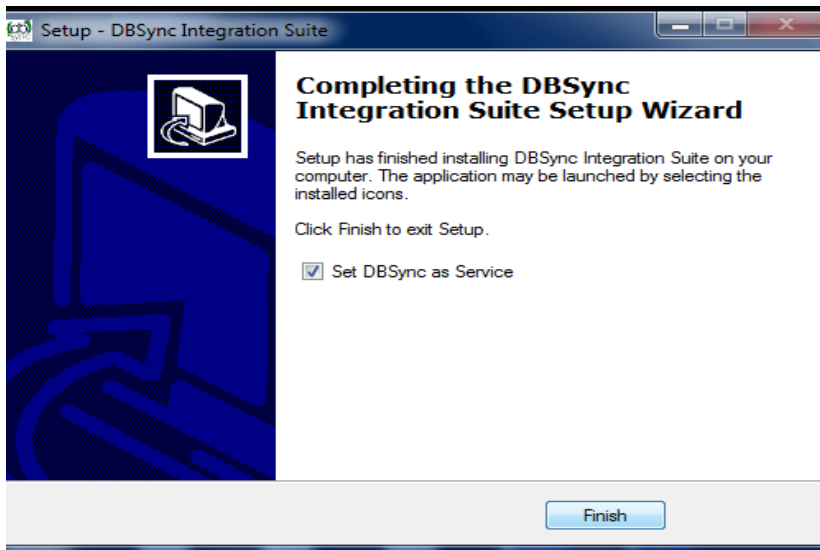 Setup - DBSync Integration Suite
Completing the DBSync
Integration Suite Setup Wizard
Setup has finished installing DBSync Integration Suite on your
computer. The application may be launched by selecting the
installed icons.
Click Finish to exit Setup.
Set DBSync as Service
Finish